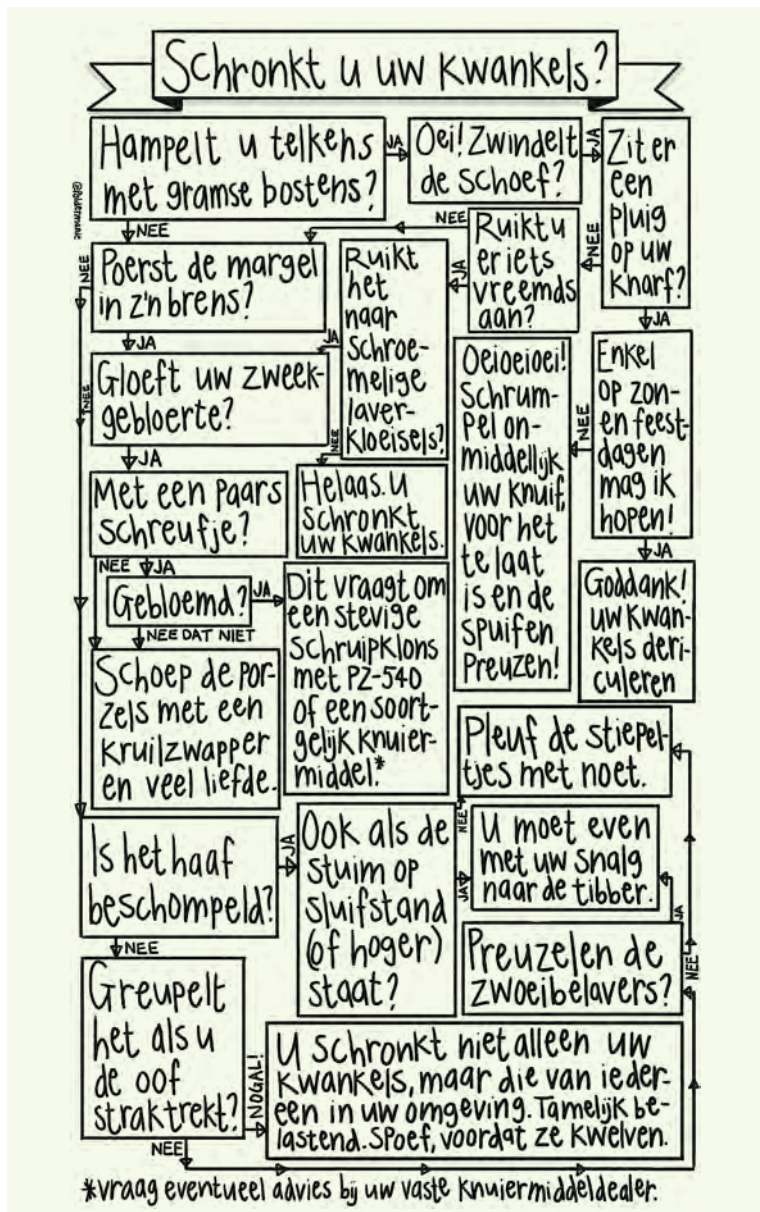 Schronkt u uw kwankels?
Hampelt u telkens
met gramse bostens?
JA
Oei! Zwindelt
de schoef?
JA
Zit er
een
pluig
op uw
knarf?
NEE
Ruikt u
er iets
vreemds
aan?
NEE
JA
JA
NEE
Poerst de margel
in z'n brens?
NEE
JA
Ruikt
het
naar
schroe-
melige
laver-
kloeisels?
JA
NEE
Oeioeioei!
Schrum-
pel on-
middellijk
uw knuif,
voor het
te laat
is en de
spuifen
preuzen!
Enkel
op zon-
en feest-
dagen
mag ik
hopen!
NEE
JA
Gloeft uw zweek-
gebloerte?
NEE
JA
Met een paars
schreufje?
Helaas. U
schronkt
uw kwankels.
NEE
JA
Gebloemd?
JA
NEE DAT NIET
Dit vraagt om
een stevige
schruipklons
met PZ-540
of een soort-
gelijk knuier-
middel.*
Goddank!
uw kwan-
kels deri-
culeren
Schoep de por-
zels met een
kruilzwapper
en veel liefde.
Pleuf de stiepel-
tjes met noet.
Is het haaf
beschompeld?
JA
NEE
Ook als de
stuim op
sluifstand
(of hoger)
staat?
NEE
JA
U moet even
met uw snalg
naar de tibber.
JA
Preuzelen de
zwoeibelavers?
NEE
Greupelt
het als u
de oof
straktrekt?
NOGAL!
NEE
U schronkt niet alleen uw
kwankels, maar die van ieder-
een in uw omgeving. Tamelijk be-
lastend. Spoef, voordat ze kwelven.
*vraag eventueel advies bij uw vaste knuiermiddeldealer.